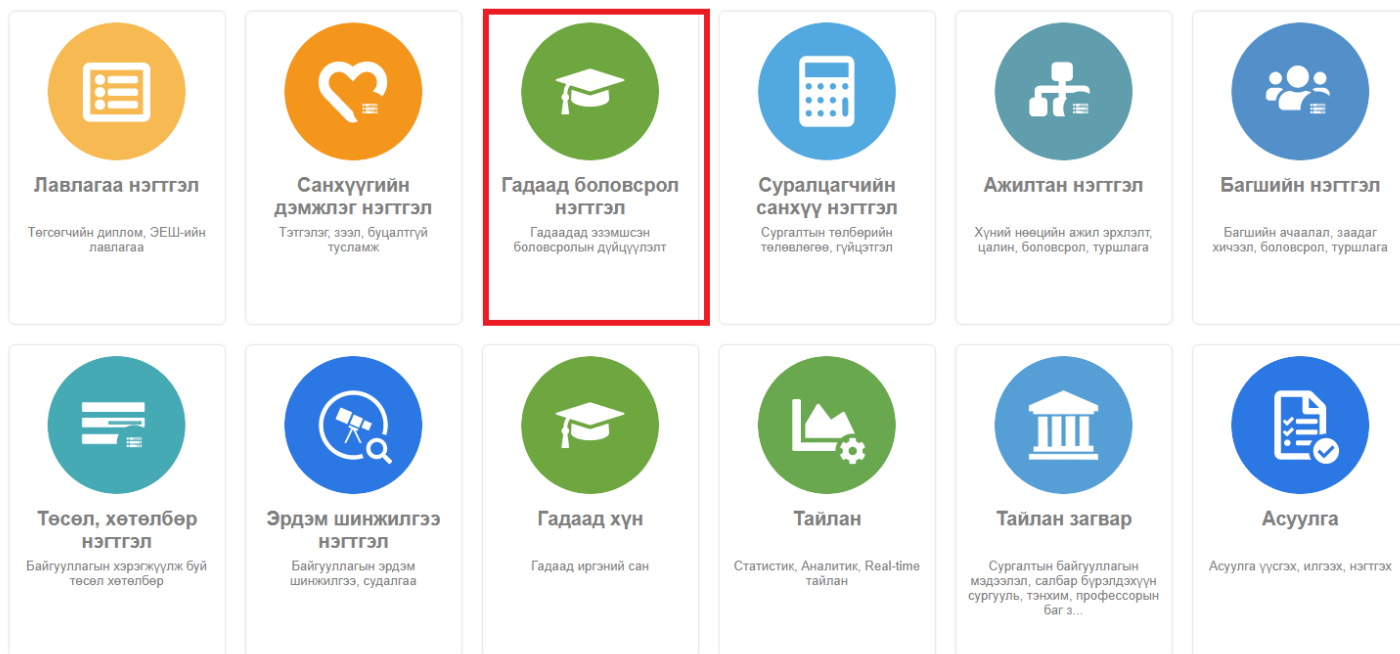 Лавлагаа нэгтгэл
Төгсөгчийн диплом, ЭЕШ-ийн
лавлагаа
Санхүүгийн
дэмжлэг нэгтгэл
Тэтгэлэг, зээл, буцалтгүй
тусламж
Гадаад боловсрол
нэгтгэл
Гадаадад эзэмшсэн
боловсролын дүйцүүлэлт
Суралцагчийн
санхүү нэгтгэл
Сургалтын төлбөрийн
төлөвлөгөө, гүйцэтгэл
Ажилтан нэгтгэл
Хүний нөөцийн ажил эрхлэлт,
цалин, боловсрол, туршлага
Багшийн нэгтгэл
Багшийн ачаалал, заадаг
хичээл, боловсрол, туршлага
Төсөл, хөтөлбөр
нэгтгэл
Байгууллагын хэрэгжүүлж буй
төсөл хөтөлбөр
Эрдэм шинжилгээ
нэгтгэл
Байгууллагын эрдэм
шинжилгээ, судалгаа
Гадаад хүн
Гадаад иргэний сан
Тайлан
Статистик, Аналитик, Real-time
тайлан
Тайлан загвар
Сургалтын байгууллагын
мэдээлэл, салбар бүрэлдэхүүн
сургууль, тэнхим, профессорын
баг з...
Асуулга
Асуулга үүсгэх, илгээх, нэгтгэх